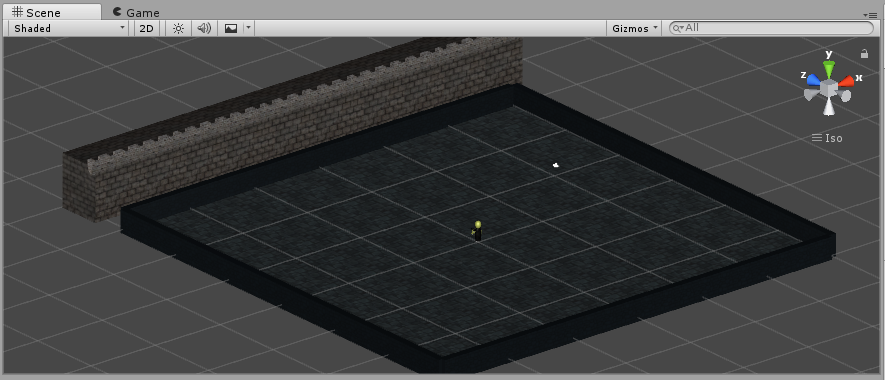 Scene Game
Shaded 2D Gizmos All
y
z x
Iso